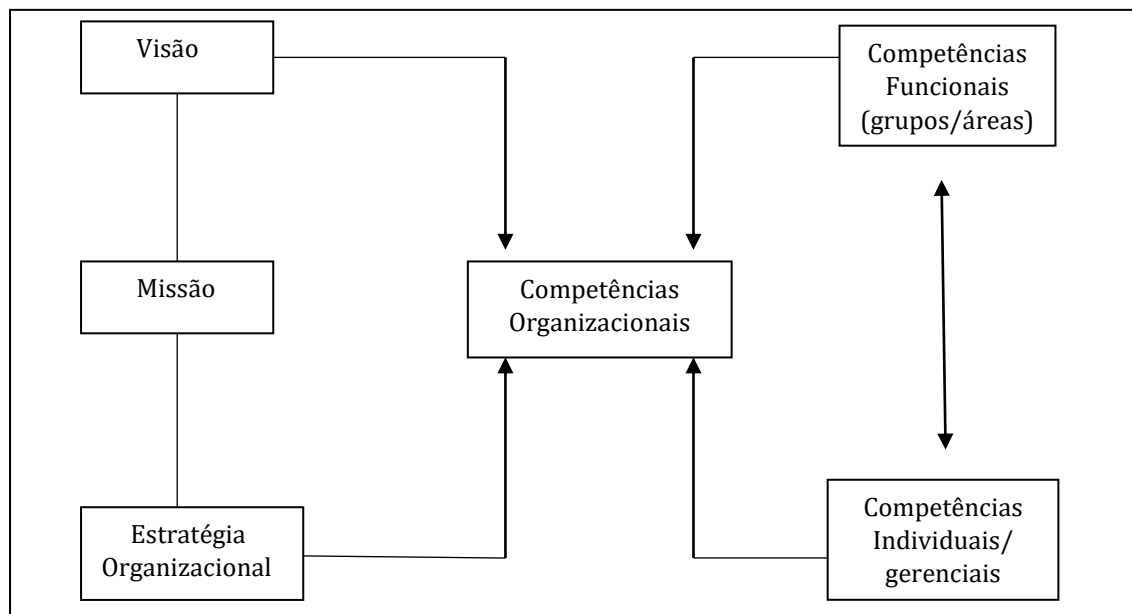 Visão
Competências
Funcionais
(grupos/áreas)
Missão
Competências
Organizacionais
Estratégia
Organizacional
Competências
Individuais/
gerenciais